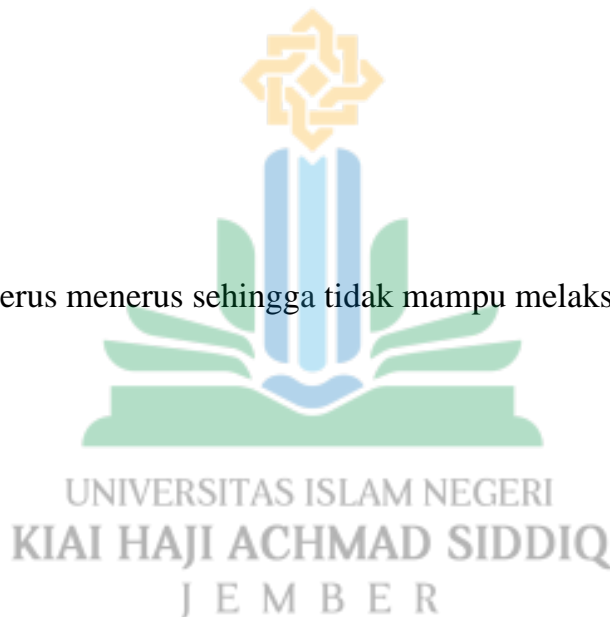 erus menerus sehingga tidak mampu melaks
UNIVERSITAS ISLAM NEGERI
KIAI HAJI ACHMAD SIDDIQ
J E M B E R